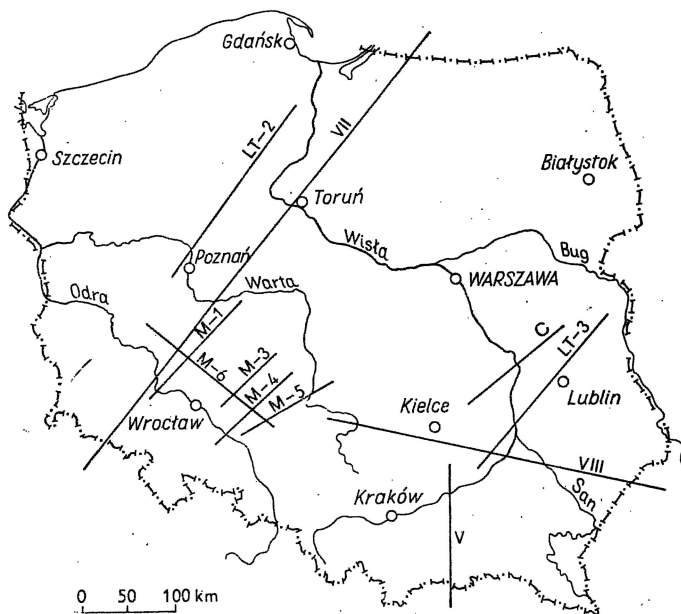 Gdańsk
VII
LT-2
Szczecin
Białystok
Toruń
Wisła
Bug
Poznań
WARSZAWA
Odra
Warta
M-1
C
LT-3
M-6
M-3
M-4
M-5
Lublin
Kielce
Wrocław
VIII
San
Kraków
V
0 50 100 km